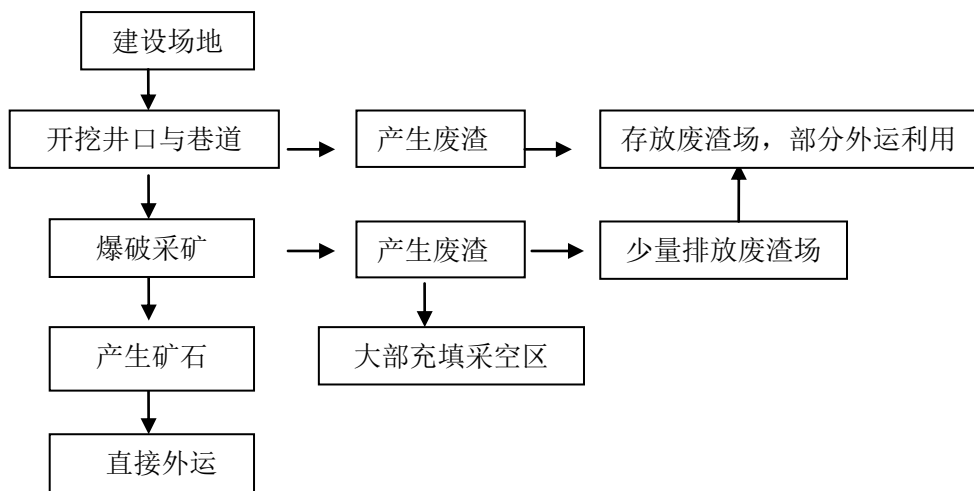 建设场地
开挖井口与巷道
产生废渣
存放废渣场，部分外运利用
爆破采矿
产生废渣
少量排放废渣场
产生矿石
大部充填采空区
直接外运